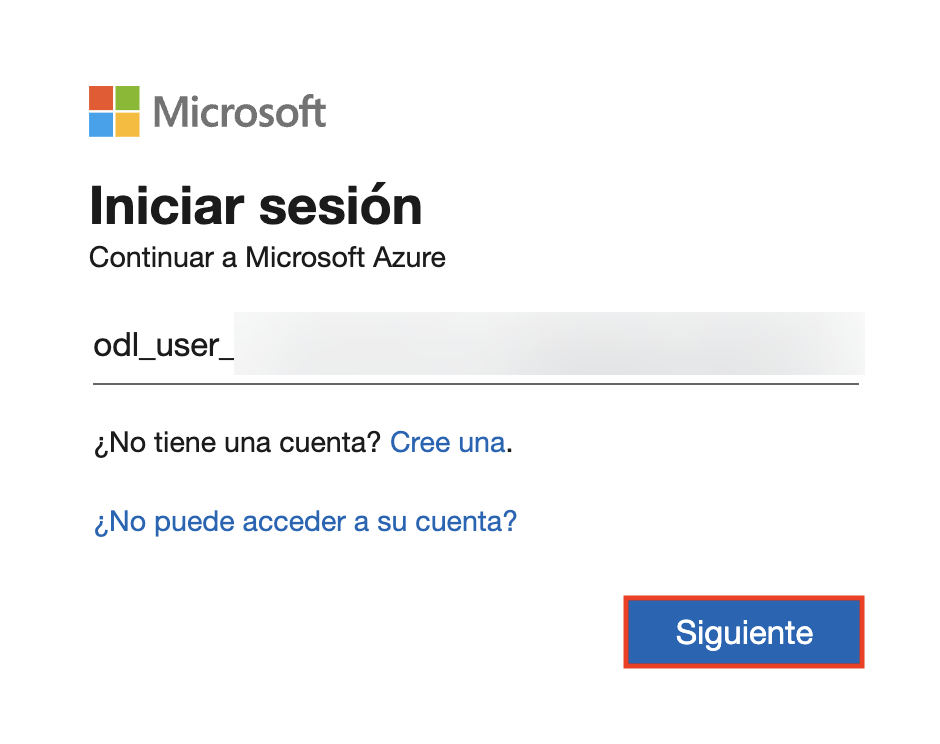 Microsoft
Iniciar sesión
Continuar a Microsoft Azure
odl_user_
¿No tiene una cuenta? Cree una.
¿No puede acceder a su cuenta?
Siguiente